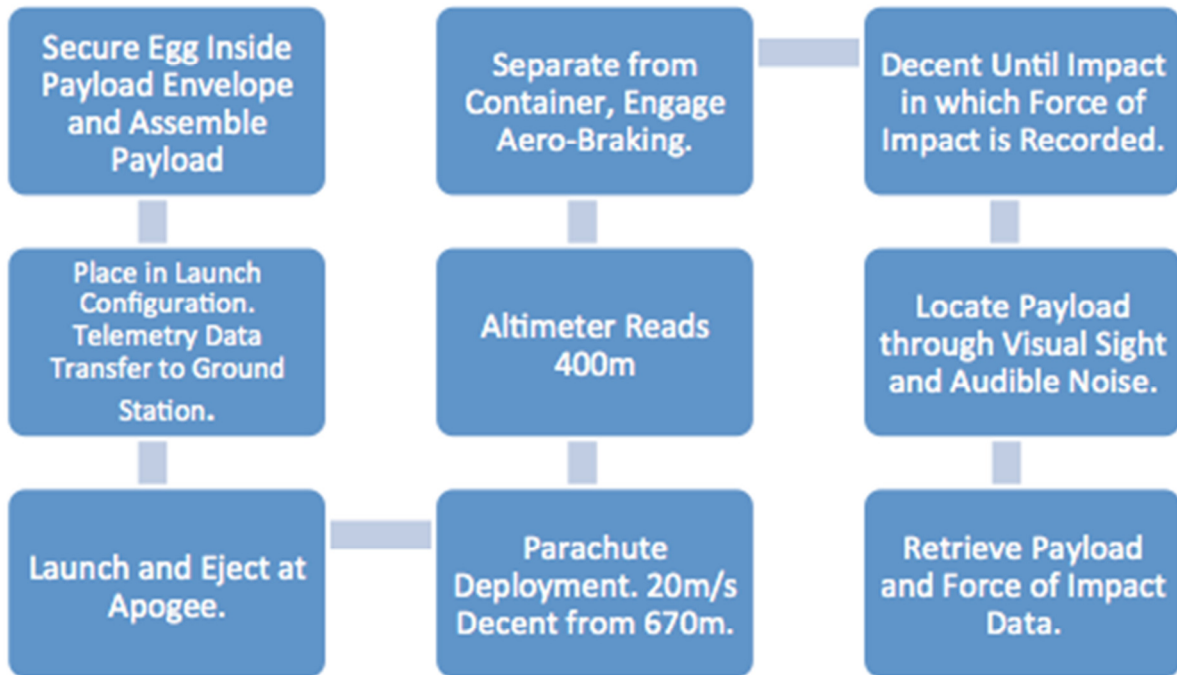 Secure Egg Inside
Payload Envelope
and Assemble
Payload
Place in Launch
Configuration.
Telemetry Data
Transfer to Ground
Station.
Launch and Eject at
Apogee.
Parachute
Deployment. 20m/s
Decent from 670m.
Altimeter Reads
400m
Separate from
Container, Engage
Aero-Braking.
Decent Until Impact
in which Force of
Impact is Recorded.
Locate Payload
through Visual Sight
and Audible Noise.
Retrieve Payload
and Force of Impact
Data.